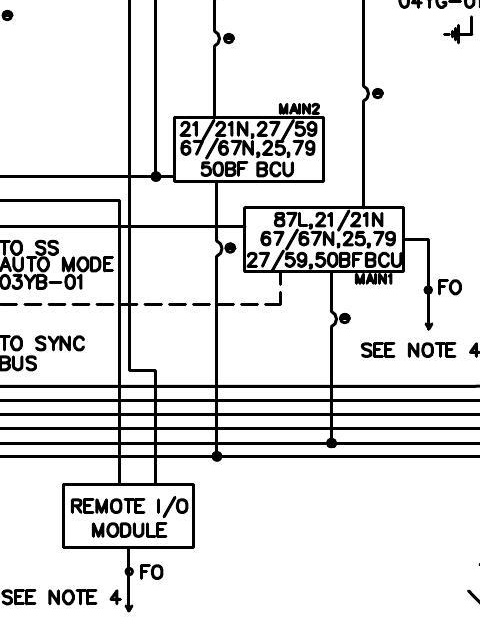 MAIN2
21/21N,27/59
67/67N,25,79
50BF BCU
87L,21/21N
67/67N,25,79
27/59,50BFBCU
MAIN1
TO SS
AUTO MODE
03YB-01
FO
TO SYNC
BUS
SEE NOTE 4
REMOTE I/O
MODULE
FO
SEE NOTE 4